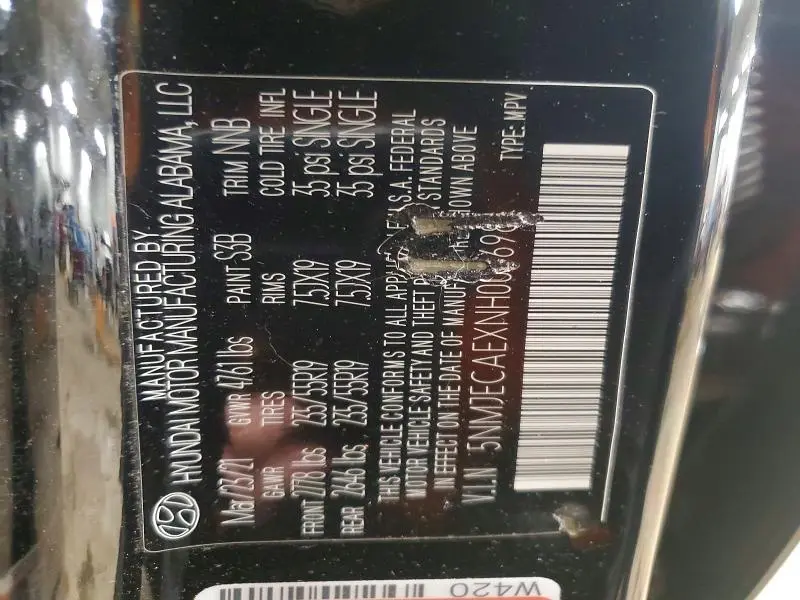 MANUFACTURED BY
HYUNDAI MOTOR MANUFACTURING ALABAMA, LLC
Mar/23/21 GVWR 4761 lbs PAINT S3B TRIM NNB
GAWR TIRES RIMS COLD TIRE INFL
FRONT 2778 lbs 235/55R19 7.5JX19 35 psi SINGLE
REAR 2646 lbs 235/55R19 7.5JX19 35 psi SINGLE
THIS VEHICLE CONFORMS TO ALL S.A. FEDERAL
MOTOR VEHICLE SAFETY AND THEFT STANDARDS
IN EFFECT ON THE DATE OF OWN ABOVE
V.I.N TYPE: MPV
W420